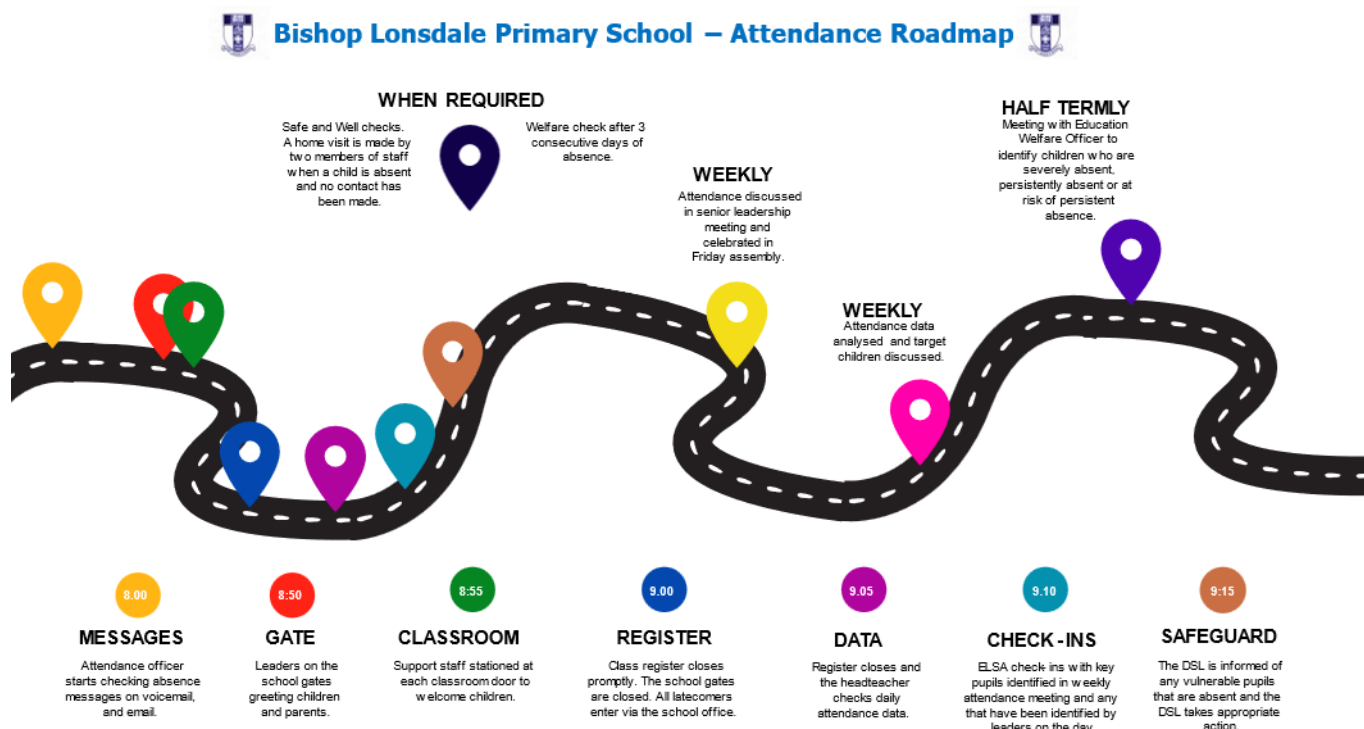 Bishop Lonsdale Primary School – Attendance Roadmap
WHEN REQUIRED
Safe and Well checks.
A home visit is made by
two members of staff
when a child is absent
and no contact has
been made.
Welfare check after 3
consecutive days of
absence.
WEEKLY
Attendance discussed
in senior leadership
meeting and
celebrated in
Friday assembly.
WEEKLY
Attendance data
analysed and target
children discussed.
HALF TERMLY
Meeting with Education
Welfare Officer to
identify children who are
severely absent,
persistently absent or at
risk of persistent
absence.
8.00
MESSAGES
Attendance officer
starts checking absence
messages on voicemail,
and email.
8:50
GATE
Leaders on the
school gates
greeting children
and parents.
8:55
CLASSROOM
Support staff stationed at
each classroom door to
welcome children.
9.00
REGISTER
Class register closes
promptly. The school gates
are closed. All latecomers
enter via the school office.
9.05
DATA
Register closes and
the headteacher
checks daily
attendance data.
9.10
CHECK-INS
ELSA check-ins with key
pupils identified in weekly
attendance meeting and any
that have been identified by
leaders on the day
9:15
SAFEGUARD
The DSL is informed of
any vulnerable pupils
that are absent and the
DSL takes appropriate
action.